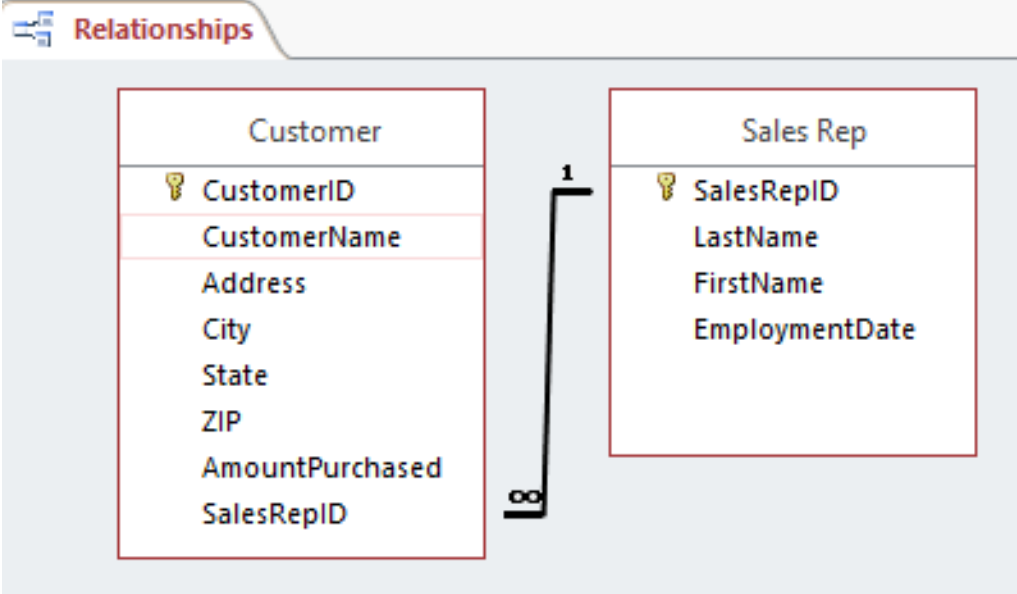 Relationships
Customer
CustomerID
CustomerName
Address
City
State
ZIP
AmountPurchased
SalesRepID
1
∞
Sales Rep
SalesRepID
LastName
FirstName
EmploymentDate